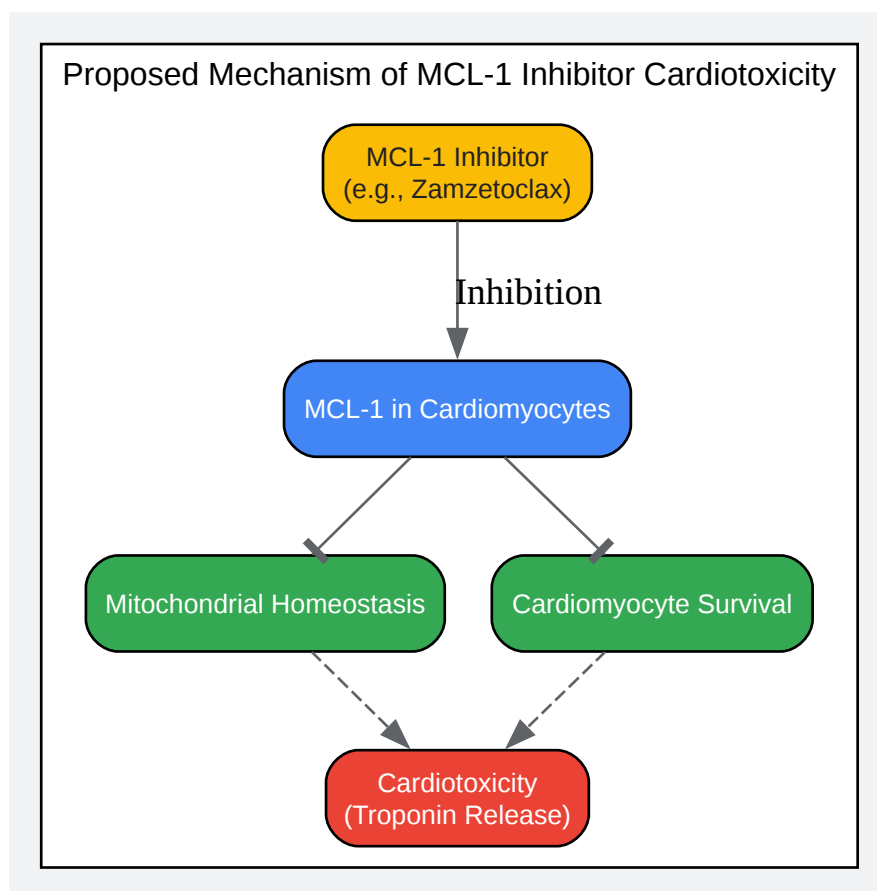 Proposed Mechanism of MCL-1 Inhibitor Cardiotoxicity
MCL-1 Inhibitor
(e.g., Zamzetoclax)
Inhibition
MCL-1 in Cardiomyocytes
Mitochondrial Homeostasis
Cardiomyocyte Survival
Cardiotoxicity
(Troponin Release)